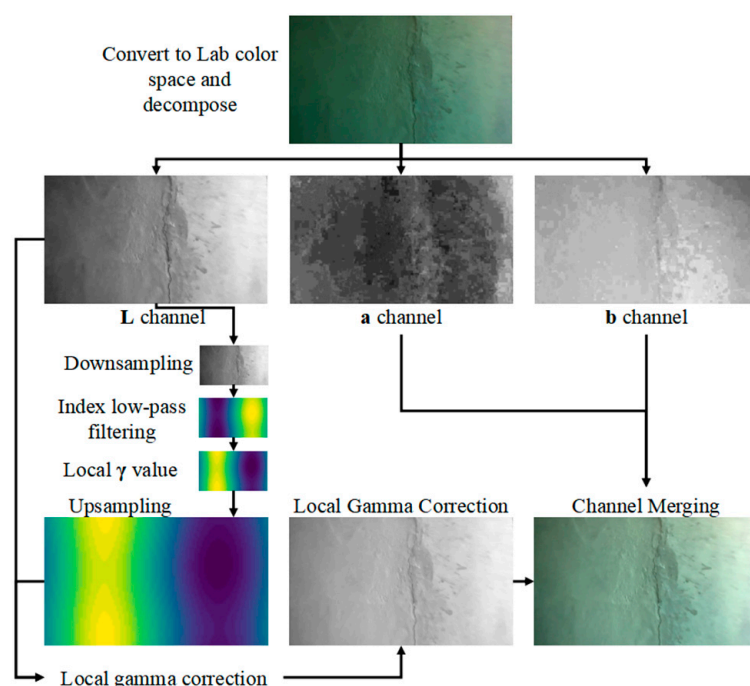 Convert to Lab color
space and
decompose
L channel
a channel
b channel
Downsampling
Index low-pass
filtering
Local γ value
Upsampling
Local Gamma Correction
Channel Merging
Local gamma correction